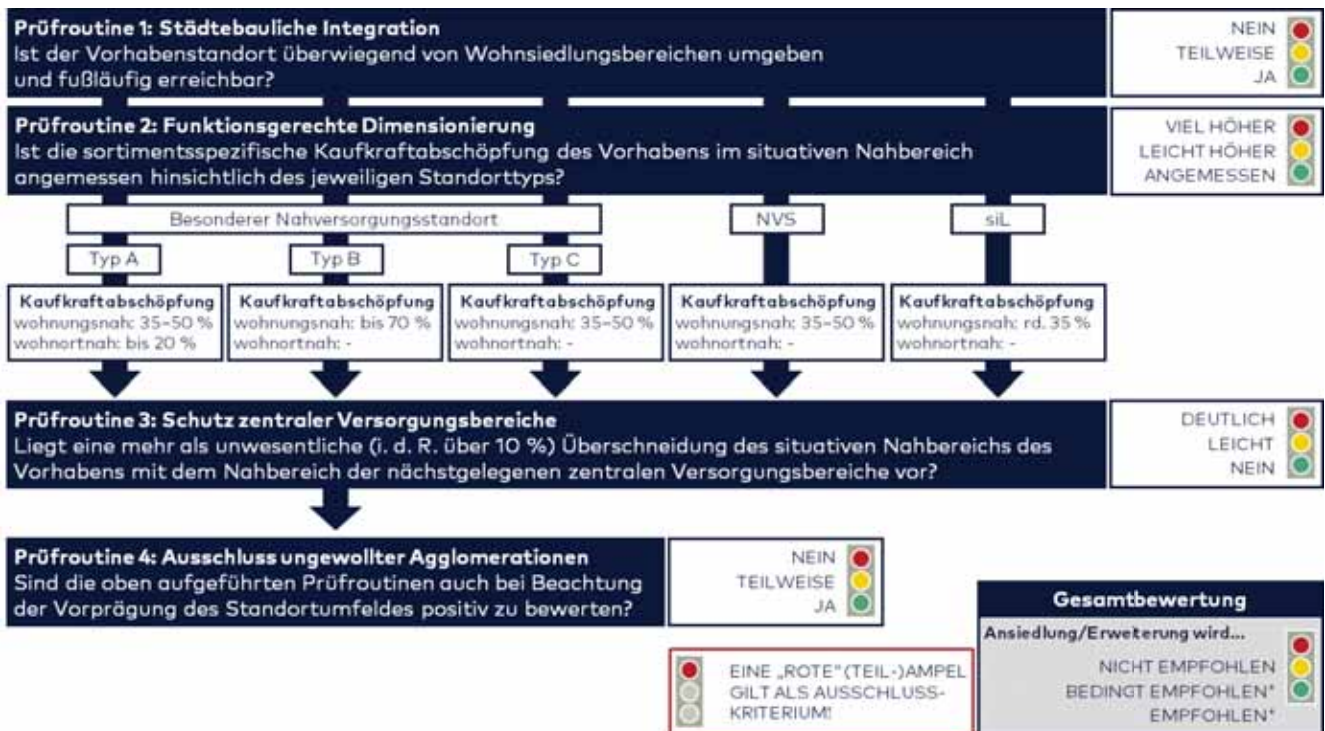 Prüfroutine 1: Städtebauliche Integration
Ist der Vorhabenstandort überwiegend von Wohnsiedlungsbereichen umgeben
und fußläufig erreichbar?
NEIN
TEILWEISE
JA
Prüfroutine 2: Funktionsgerechte Dimensionierung
Ist die sortimentsspezifische Kaufkraftabschöpfung des Vorhabens im situativen Nahbereich
angemessen hinsichtlich des jeweiligen Standorttyps?
VIEL HÖHER
LEICHT HÖHER
ANGEMESSEN
Besonderer Nahversorgungsstandort
NVS
siL
Typ A
Typ B
Typ C
Kaufkraftabschöpfung
wohnungsnah: 35–50 %
wohnortnah: bis 20 %
Kaufkraftabschöpfung
wohnungsnah: bis 70 %
wohnortnah: -
Kaufkraftabschöpfung
wohnungsnah: 35–50 %
wohnortnah: -
Kaufkraftabschöpfung
wohnungsnah: 35–50 %
wohnortnah: -
Kaufkraftabschöpfung
wohnungsnah: rd. 35 %
wohnortnah: -
Prüfroutine 3: Schutz zentraler Versorgungsbereiche
Liegt eine mehr als unwesentliche (i. d. R. über 10 %) Überschneidung des situativen Nahbereichs des
Vorhabens mit dem Nahbereich der nächstgelegenen zentralen Versorgungsbereiche vor?
DEUTLICH
LEICHT
NEIN
Prüfroutine 4: Ausschluss ungewollter Agglomerationen
Sind die oben aufgeführten Prüfroutinen auch bei Beachtung
der Vorprägung des Standortumfeldes positiv zu bewerten?
NEIN
TEILWEISE
JA
EINE „ROTE" (TEIL-)AMPEL
GILT ALS AUSSCHLUSS-
KRITERIUM!
Gesamtbewertung
Ansiedlung/Erweiterung wird...
NICHT EMPFOHLEN
BEDINGT EMPFOHLEN*
EMPFOHLEN*